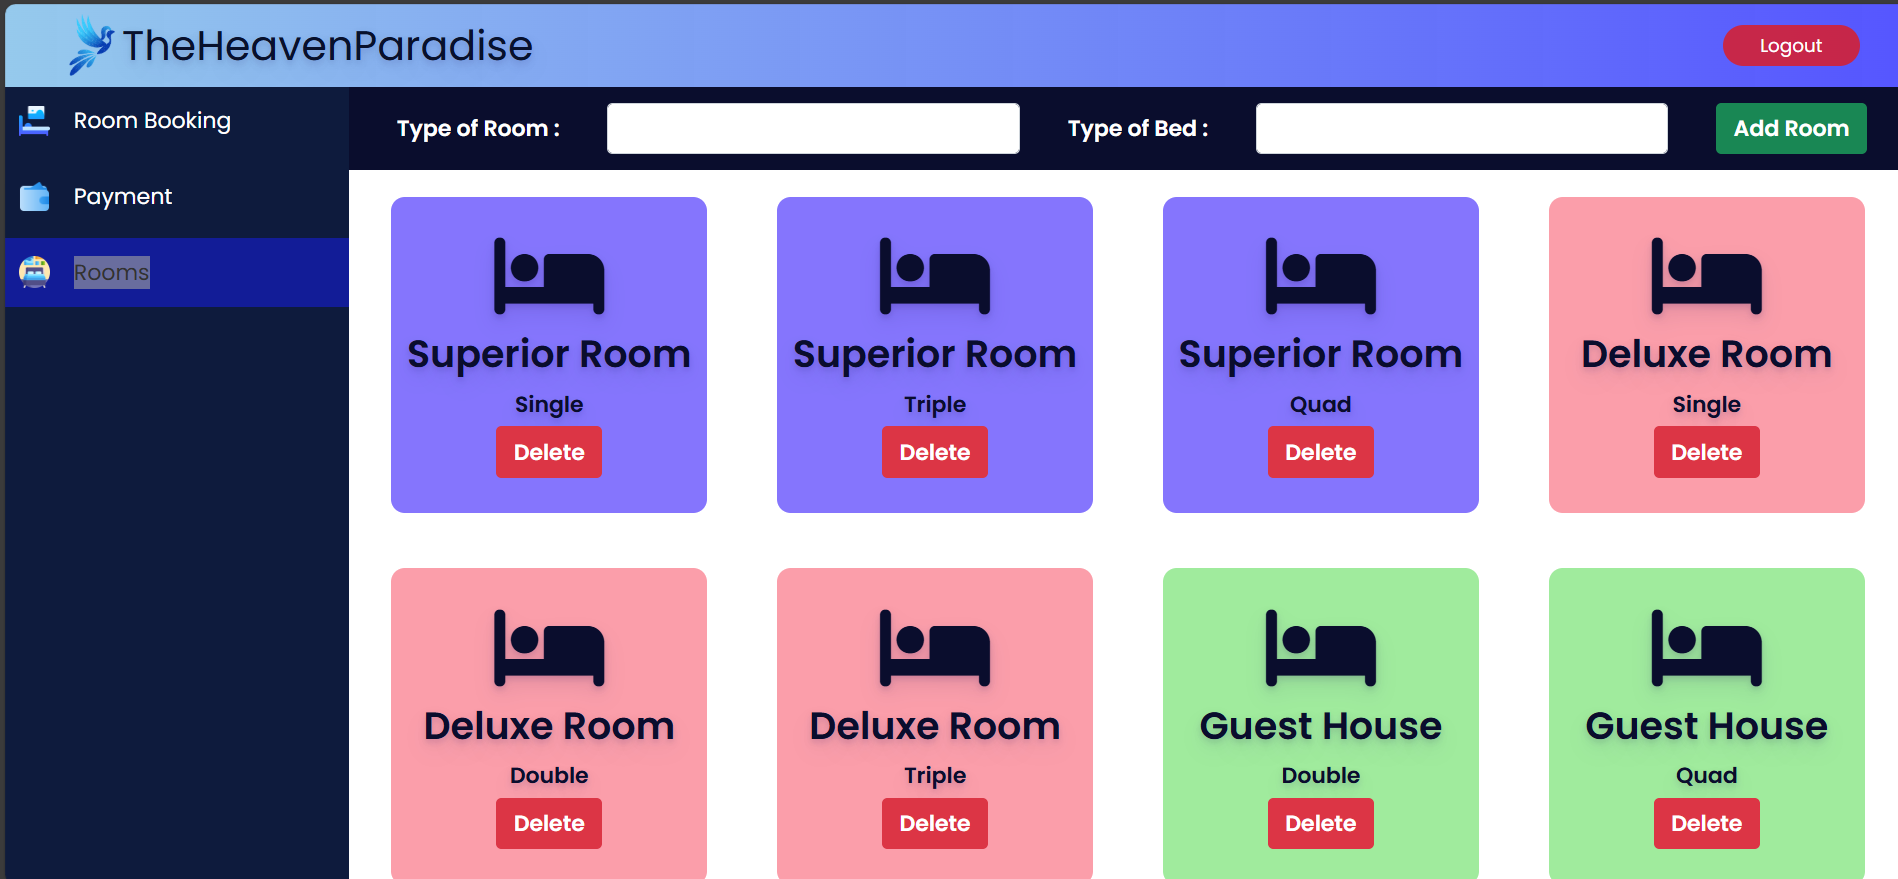 TheHeavenParadise
Logout
Room Booking
Payment
Rooms
Type of Room :
Type of Bed :
Add Room
Superior Room
Single
Delete
Superior Room
Triple
Delete
Superior Room
Quad
Delete
Deluxe Room
Single
Delete
Deluxe Room
Double
Delete
Deluxe Room
Triple
Delete
Guest House
Double
Delete
Guest House
Quad
Delete